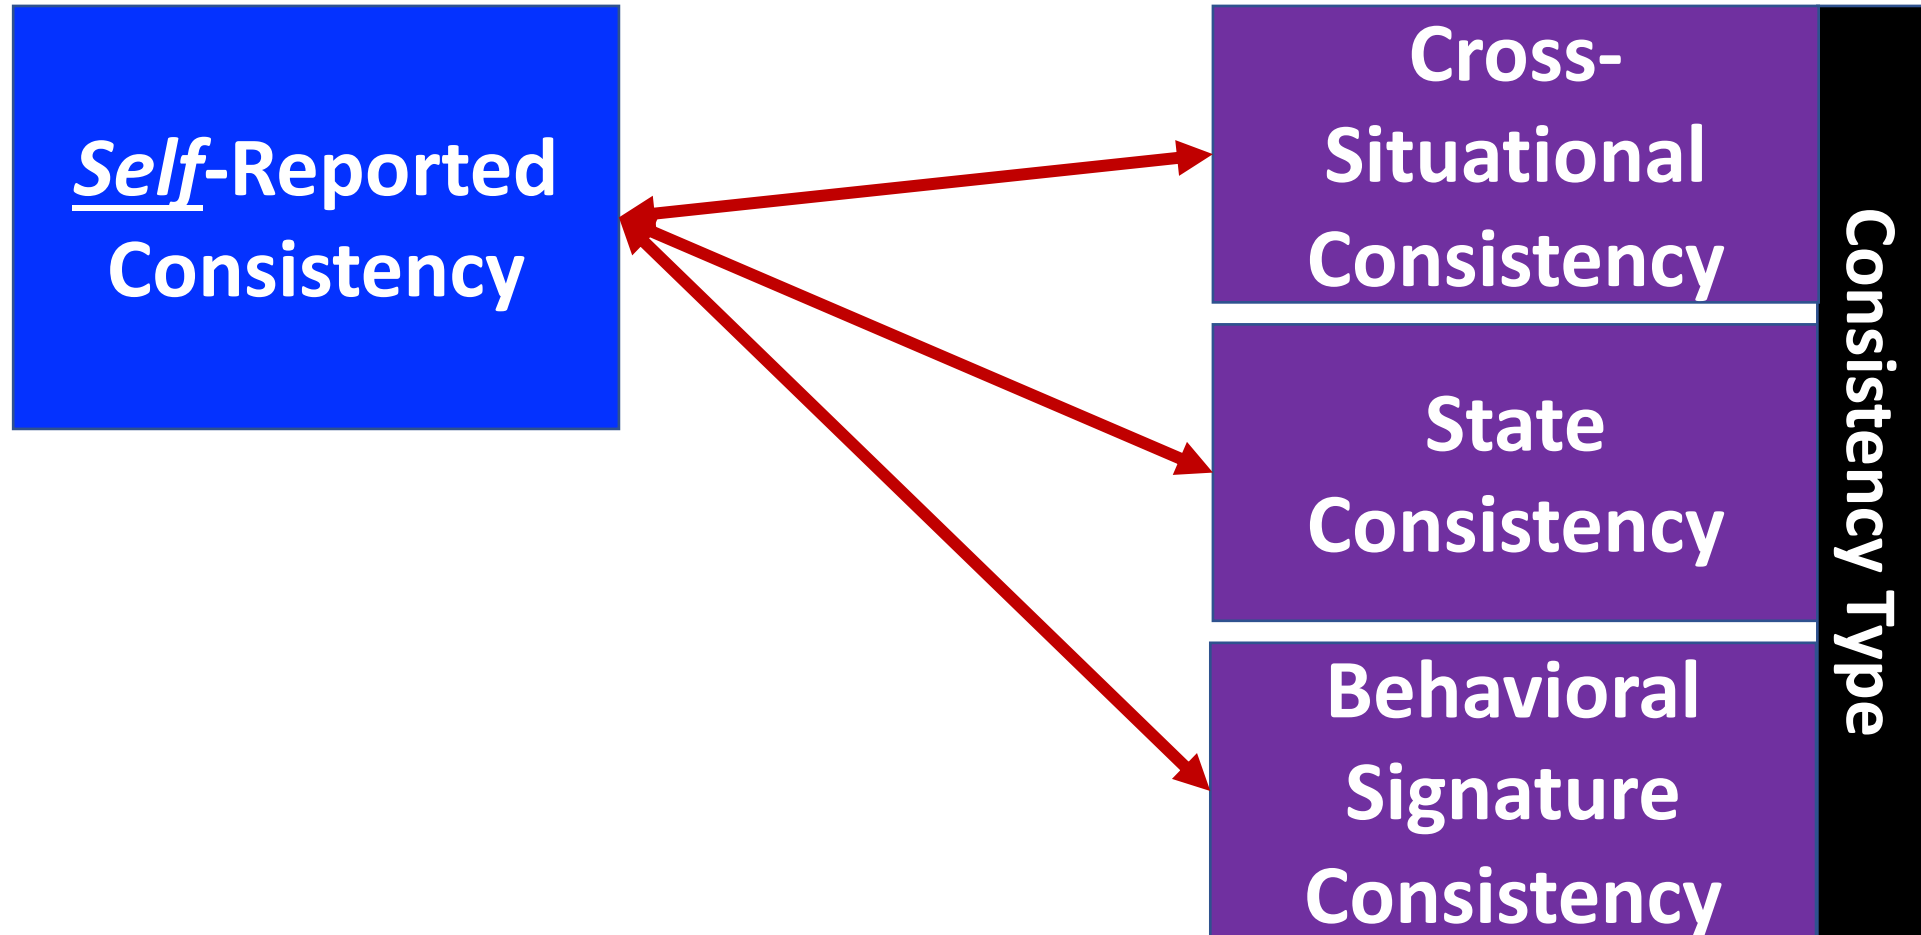 Self-Reported
Consistency
Cross-
Situational
Consistency
State
Consistency
Behavioral
Signature
Consistency
Consistency Type